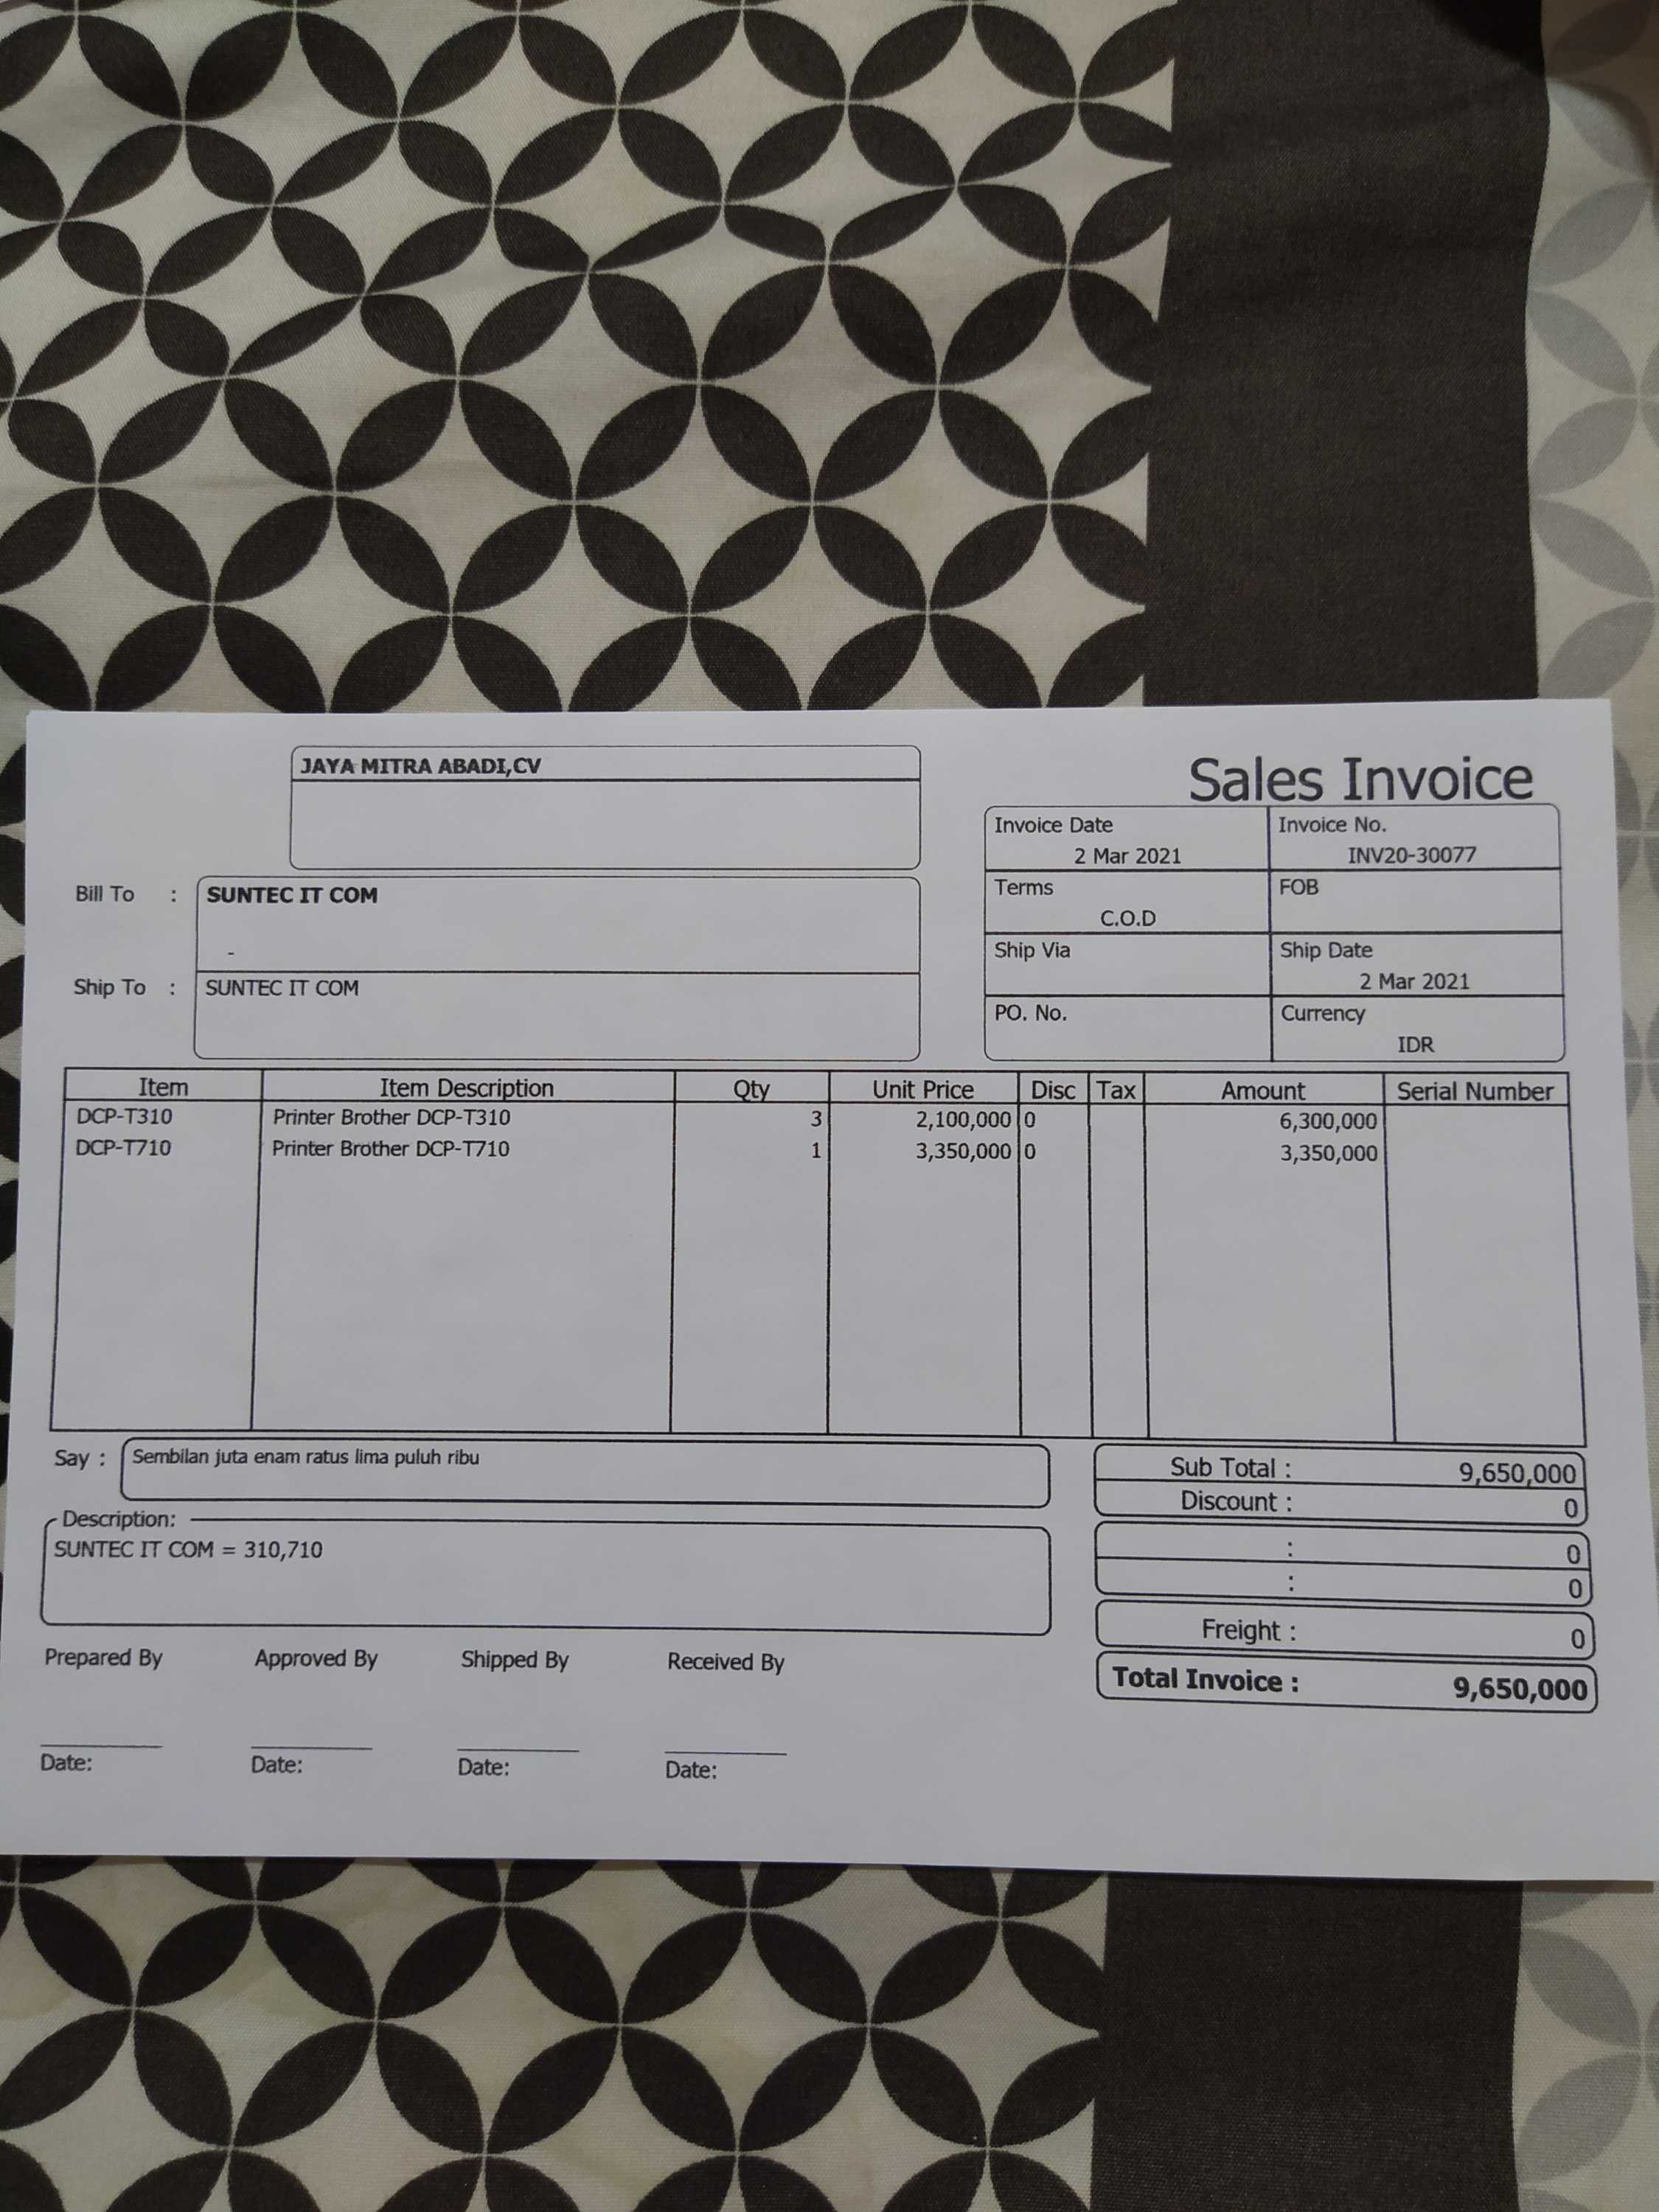 JAYA MITRA ABADI,CV
Sales Invoice
Invoice Date
2 Mar 2021
Invoice No.
INV20-30077
Terms
C.O.D
FOB
Ship Via
Ship Date
2 Mar 2021
PO. No.
Currency
IDR
Bill To :
SUNTEC IT COM
-
Ship To :
SUNTEC IT COM
Item Item Description Qty Unit Price Disc Tax Amount Serial Number
DCP-T310 Printer Brother DCP-T310 3 2,100,000 0 6,300,000
DCP-T710 Printer Brother DCP-T710 1 3,350,000 0 3,350,000
Say : Sembilan juta enam ratus lima puluh ribu
Description:
SUNTEC IT COM = 310,710
Sub Total : 9,650,000
Discount : 0
: 0
: 0
Freight : 0
Total Invoice : 9,650,000
Prepared By Approved By Shipped By Received By
Date: Date: Date: Date: